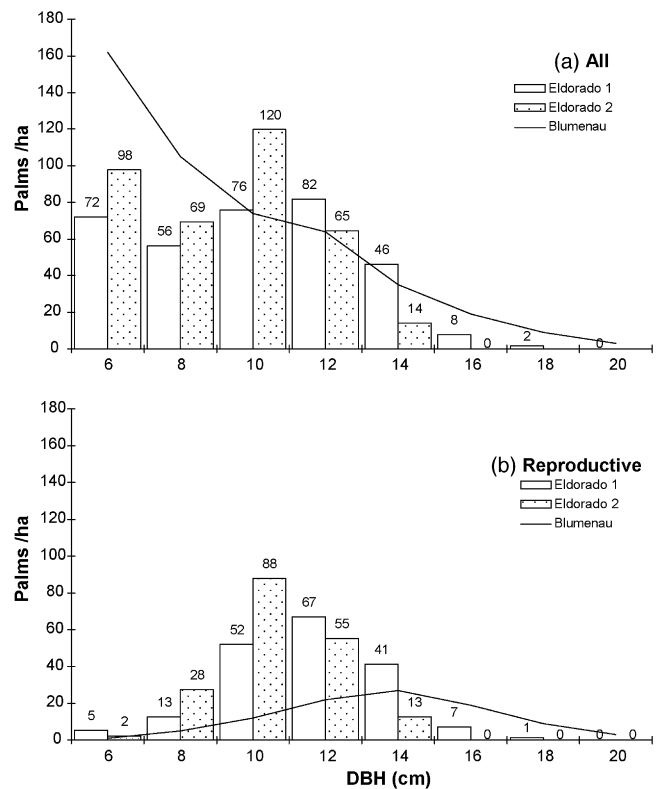 180
160
140
120
100
80
60
40
20
0
Palms /ha
(a) All
Eldorado 1
Eldorado 2
Blumenau
72 98 56 69 76 120 82 65 46 14 8 0 2 0
6 8 10 12 14 16 18 20
180
160
140
120
100
80
60
40
20
0
Palms /ha
(b) Reproductive
Eldorado 1
Eldorado 2
Blumenau
5 2 13 28 52 88 67 55 41 13 7 0 1 0 0 0
6 8 10 12 14 16 18 20
DBH (cm)